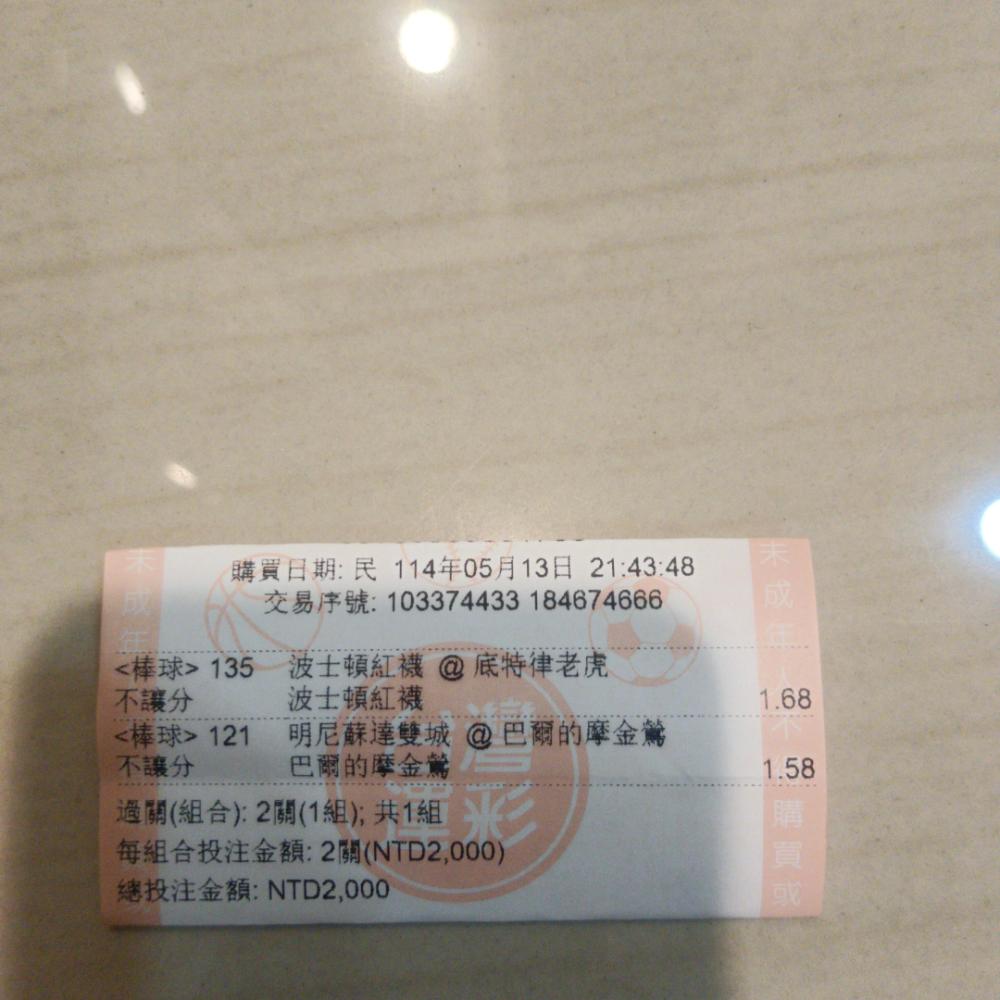 購買日期: 民 114年05月13日 21:43:48
交易序號: 103374433 184674666
<棒球> 135 波士頓紅襪 @ 底特律老虎
不讓分 波士頓紅襪 1.68
<棒球> 121 明尼蘇達雙城 @ 巴爾的摩金鶯
不讓分 巴爾的摩金鶯 1.58
過關(組合): 2關(1組); 共1組
每組合投注金額: 2關(NTD2,000)
總投注金額: NTD2,000
未成年
未成年人不得購買或
台灣運彩